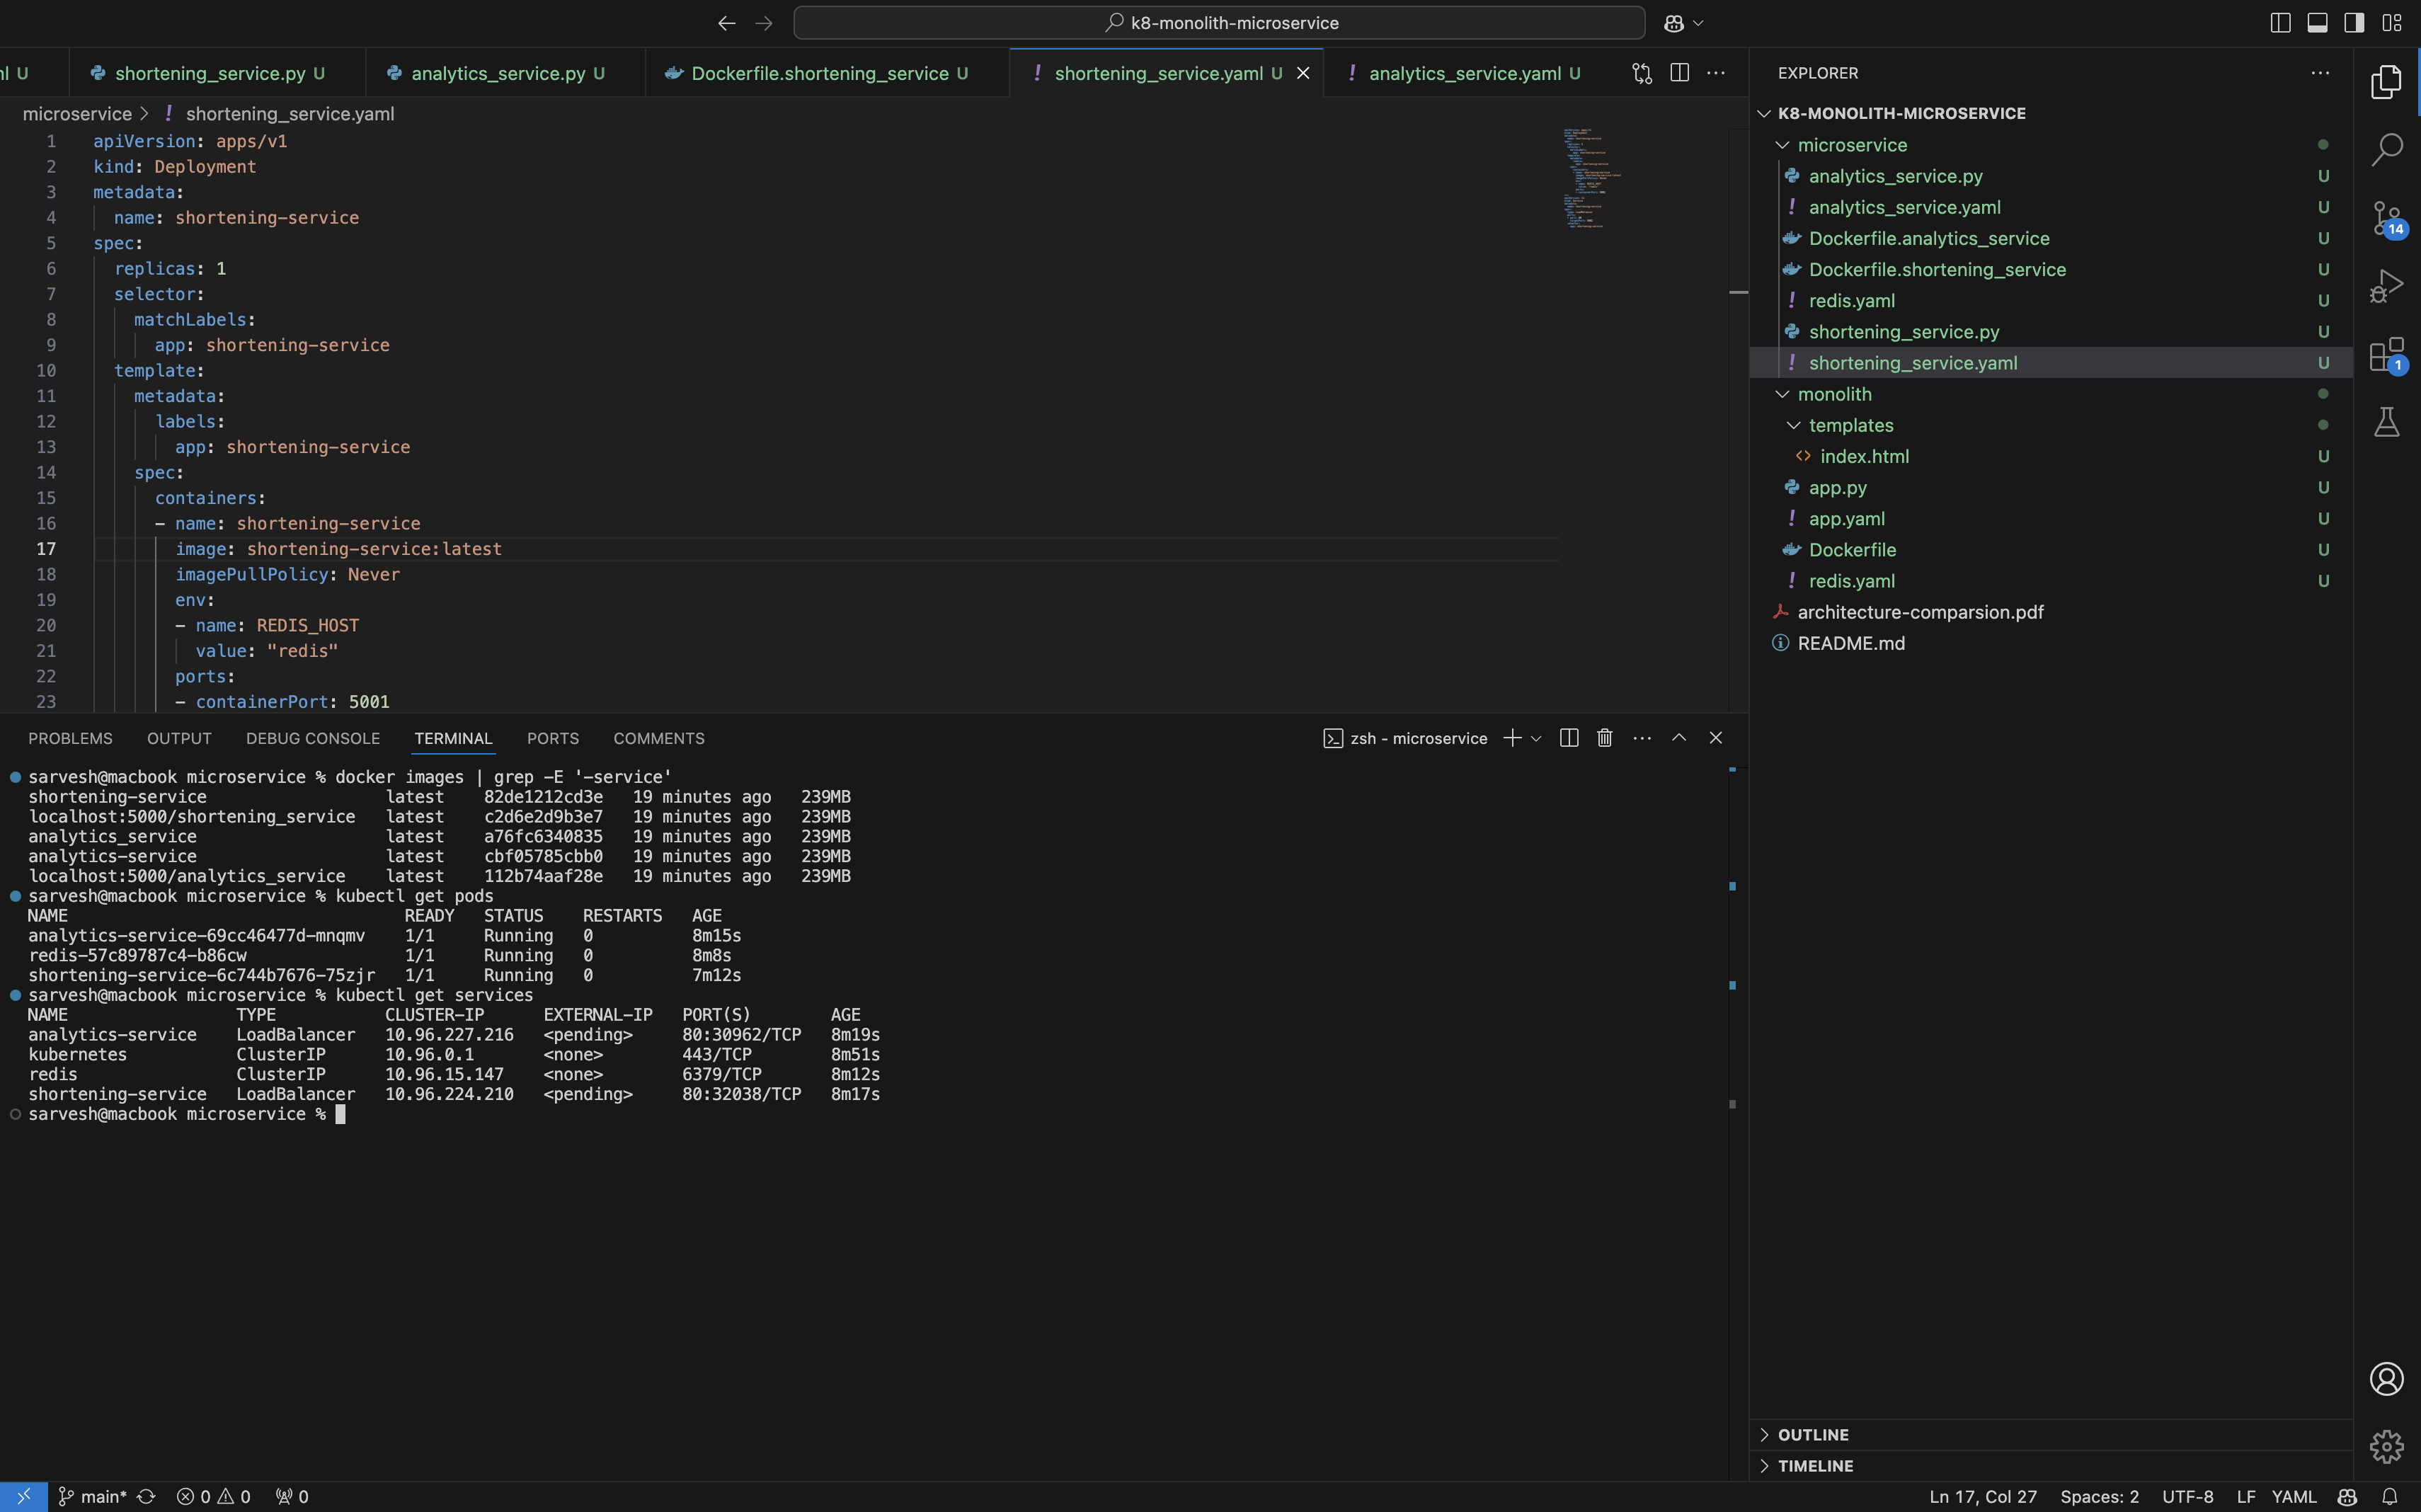 k8-monolith-microservice
ml U
shortening_service.py U
analytics_service.py U
Dockerfile.shortening_service U
! shortening_service.yaml U
! analytics_service.yaml U
microservice > ! shortening_service.yaml
1 apiVersion: apps/v1
2 kind: Deployment
3 metadata:
4 name: shortening-service
5 spec:
6 replicas: 1
7 selector:
8 matchLabels:
9 app: shortening-service
10 template:
11 metadata:
12 labels:
13 app: shortening-service
14 spec:
15 containers:
16 - name: shortening-service
17 image: shortening-service:latest
18 imagePullPolicy: Never
19 env:
20 - name: REDIS_HOST
21 value: "redis"
22 ports:
23 - containerPort: 5001
PROBLEMS OUTPUT DEBUG CONSOLE TERMINAL PORTS COMMENTS
zsh - microservice
sarvesh@macbook microservice % docker images | grep -E '-service'
shortening-service latest 82de1212cd3e 19 minutes ago 239MB
localhost:5000/shortening_service latest c2d6e2d9b3e7 19 minutes ago 239MB
analytics_service latest a76fc6340835 19 minutes ago 239MB
analytics-service latest cbf05785cbb0 19 minutes ago 239MB
localhost:5000/analytics_service latest 112b74aaf28e 19 minutes ago 239MB
sarvesh@macbook microservice % kubectl get pods
NAME READY STATUS RESTARTS AGE
analytics-service-69cc46477d-mnqmv 1/1 Running 0 8m15s
redis-57c89787c4-b86cw 1/1 Running 0 8m8s
shortening-service-6c744b7676-75zjr 1/1 Running 0 7m12s
sarvesh@macbook microservice % kubectl get services
NAME TYPE CLUSTER-IP EXTERNAL-IP PORT(S) AGE
analytics-service LoadBalancer 10.96.227.216 <pending> 80:30962/TCP 8m19s
kubernetes ClusterIP 10.96.0.1 <none> 443/TCP 8m51s
redis ClusterIP 10.96.15.147 <none> 6379/TCP 8m12s
shortening-service LoadBalancer 10.96.224.210 <pending> 80:32038/TCP 8m17s
sarvesh@macbook microservice %
EXPLORER
K8-MONOLITH-MICROSERVICE
microservice
analytics_service.py U
! analytics_service.yaml U
Dockerfile.analytics_service U
Dockerfile.shortening_service U
! redis.yaml U
shortening_service.py U
! shortening_service.yaml U
monolith
templates
<> index.html U
app.py U
! app.yaml U
Dockerfile U
! redis.yaml U
architecture-comparsion.pdf
README.md
14
1
OUTLINE
TIMELINE
main* 0 0 0
Ln 17, Col 27 Spaces: 2 UTF-8 LF YAML